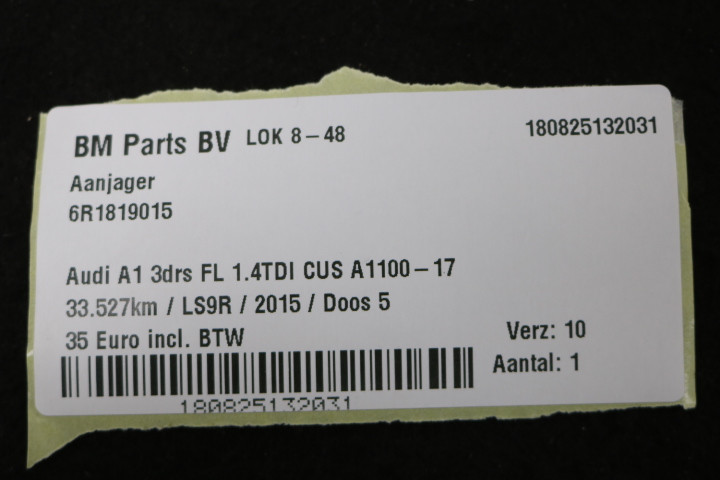 BM Parts BV LOK 8-48 180825132031
Aanjager
6R1819015
Audi A1 3drs FL 1.4TDI CUS A1100-17
33.527km / LS9R / 2015 / Doos 5
35 Euro incl. BTW
Verz: 10
Aantal: 1
180825132031